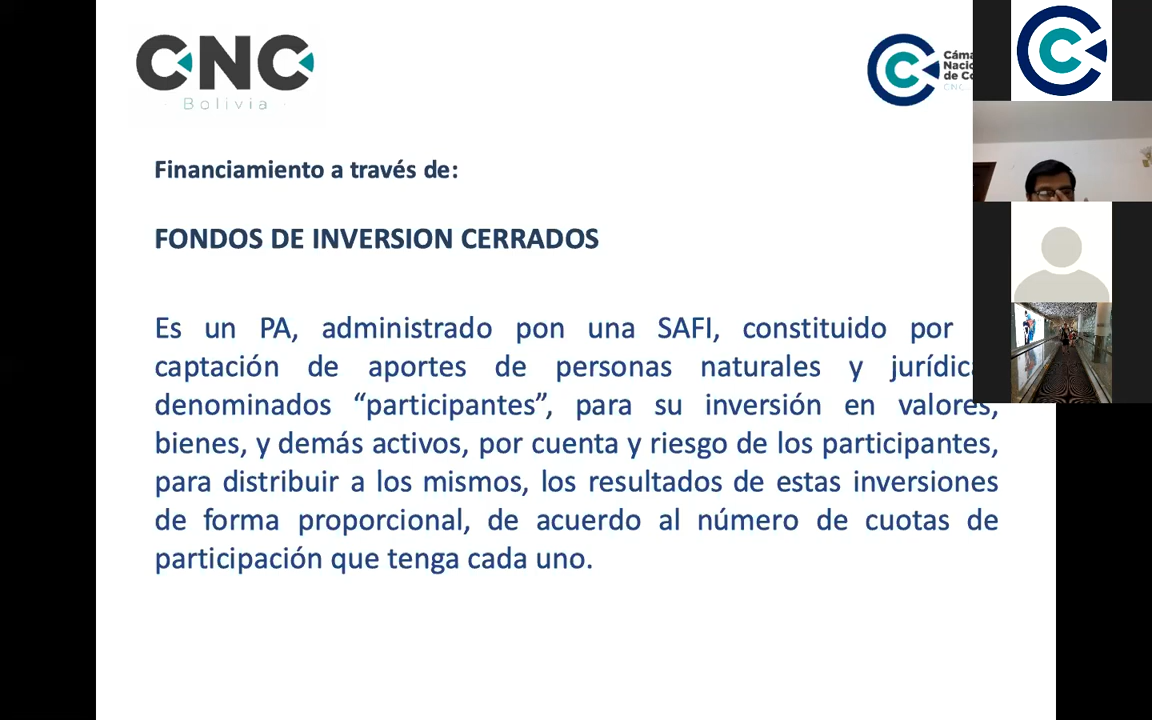 CNC
Bolivia
Financiamiento a través de:
FONDOS DE INVERSION CERRADOS
Es un PA, administrado pon una SAFI, constituido por
captación de aportes de personas naturales y
denominados “participantes”, para su inversión en valores,
bienes, y demás activos, por cuenta y riesgo de los participantes,
para distribuir a los mismos, los resultados de estas inversiones
de forma proporcional, de acuerdo al número de cuotas de
participación que tenga cada uno.